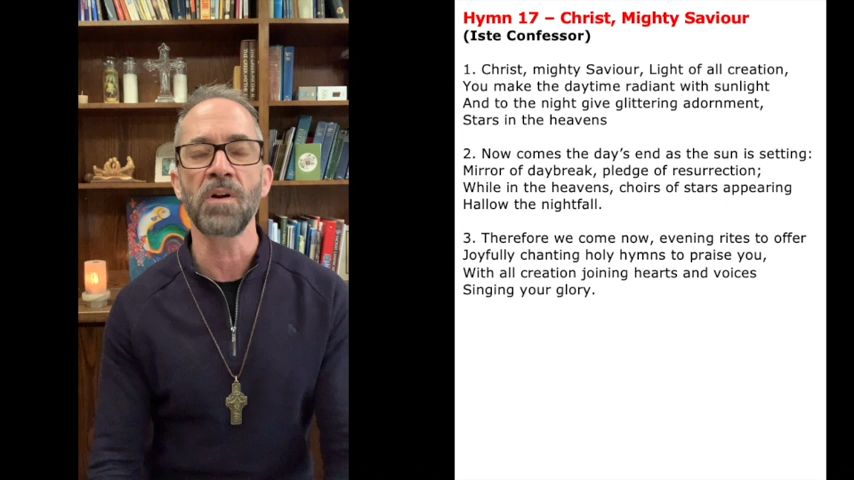 Hymn 17 – Christ, Mighty Saviour
(Iste Confessor)
1. Christ, mighty Saviour, Light of all creation,
You make the daytime radiant with sunlight
And to the night give glittering adornment,
Stars in the heavens
2. Now comes the day's end as the sun is setting:
Mirror of daybreak, pledge of resurrection;
While in the heavens, choirs of stars appearing
Hallow the nightfall.
3. Therefore we come now, evening rites to offer
Joyfully chanting holy hymns to praise you,
With all creation joining hearts and voices
Singing your glory.